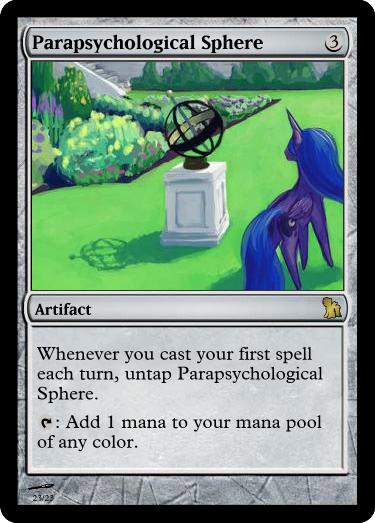 Parapsychological Sphere 3
Artifact
Whenever you cast your first spell
each turn, untap Parapsychological
Sphere.
: Add 1 mana to your mana pool
of any color.
23/23